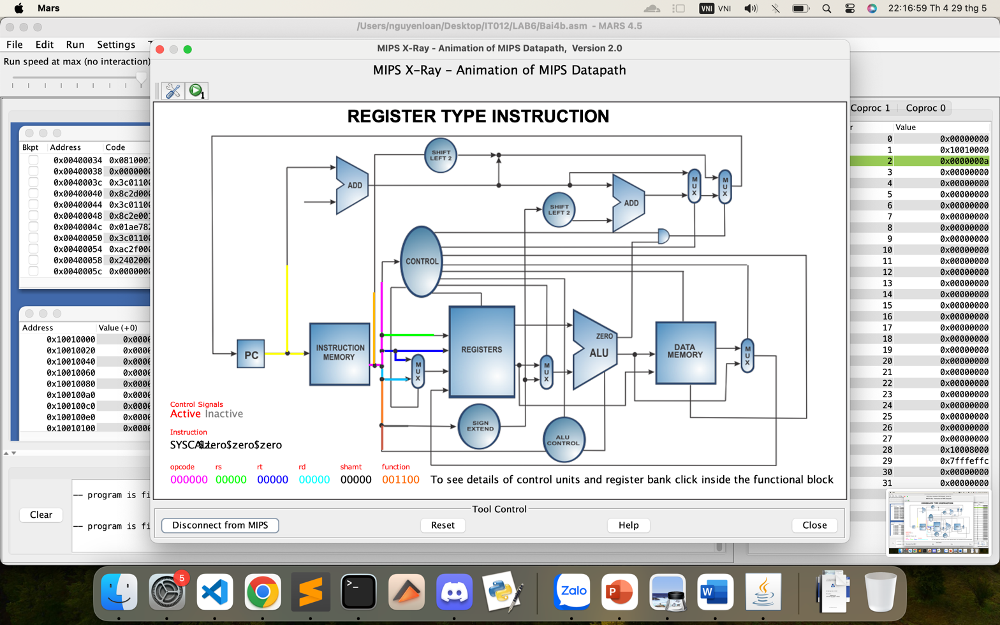 Mars
VNI VNI
22:16:59 Th 4 29 thg 5
/Users/nguyenloan/Desktop/IT012/LAB6/Bai4b.asm - MARS 4.5
File Edit Run Settings
Run speed at max (no interaction)
MIPS X-Ray - Animation of MIPS Datapath, Version 2.0
MIPS X-Ray - Animation of MIPS Datapath
1
REGISTER TYPE INSTRUCTION
Bkpt Address Code
0x00400034 0x0810001
0x00400038 0x0000000
0x0040003c 0x3c01100
0x00400040 0x8c2d000
0x00400044 0x3c01100
0x00400048 0x8c2e001
0x0040004c 0x01ae782
0x00400050 0x3c01100
0x00400054 0xac2f000
0x00400058 0x2402000
0x0040005c 0x0000000
Address Value (+0)
0x10010000 0x0000
0x10010020 0x0000
0x10010040 0x0000
0x10010060 0x0000
0x10010080 0x0000
0x100100a0 0x0000
0x100100c0 0x0000
0x100100e0 0x0000
0x10010100 0x0000
Clear
-- program is fi
-- program is fi
SHIFT
LEFT 2
ADD
MUX
MUX
SHIFT
LEFT 2
ADD
CONTROL
PC
INSTRUCTION
MEMORY
MUX
REGISTERS
MUX
ZERO
ALU
DATA
MEMORY
MUX
SIGN
EXTEND
ALU
CONTROL
Control Signals
Active Inactive
Instruction
SYSCALL $zero$zero$zero
opcode rs rt rd shamt function
000000 00000 00000 00000 00000 001100
To see details of control units and register bank click inside the functional block
Tool Control
Disconnect from MIPS Reset Help Close
Coproc 1 Coproc 0
r Value
0 0x00000000
1 0x10010000
2 0x0000000a
3 0x00000000
4 0x00000000
5 0x00000000
6 0x00000000
7 0x00000000
8 0x00000000
9 0x00000000
10 0x00000000
11 0x00000000
12 0x00000000
13 0x00000000
14 0x00000000
15 0x00000000
16 0x00000000
17 0x00000000
18 0x00000000
19 0x00000000
20 0x00000000
21 0x00000000
22 0x00000000
23 0x00000000
24 0x00000000
25 0x00000000
26 0x00000000
27 0x00000000
28 0x10008000
29 0x7fffeffc
30 0x00000000
31 0x00000000
5
>_
Zalo
P
W